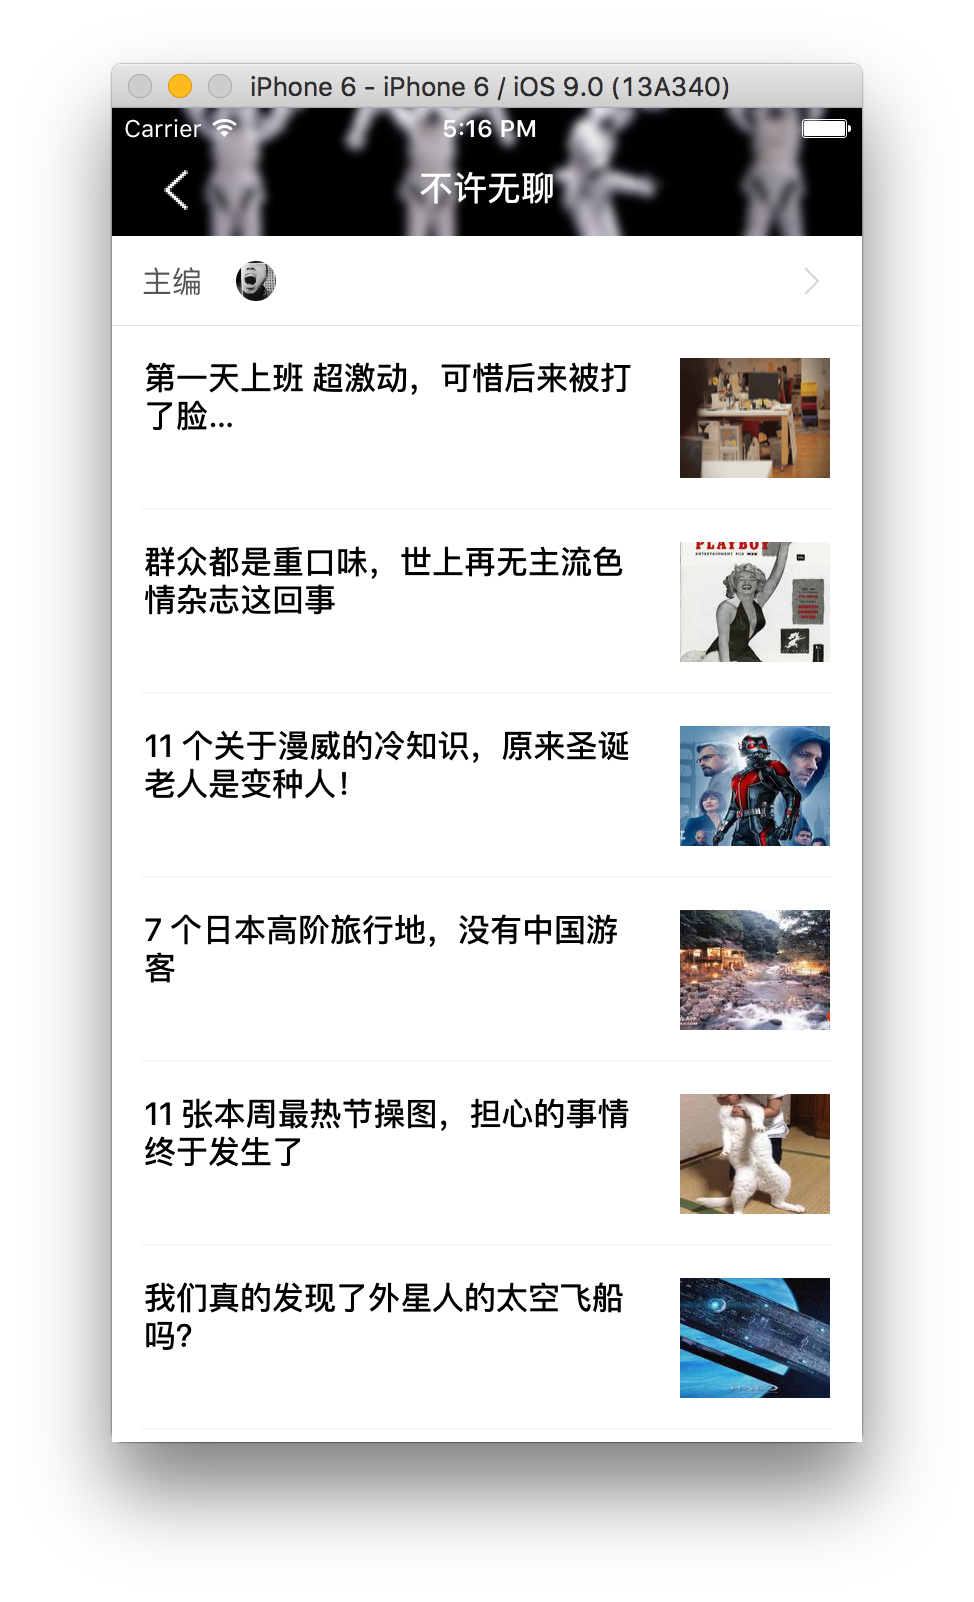 iPhone 6 - iPhone 6 / iOS 9.0 (13A340)
Carrier
5:16 PM
不许无聊
主编
第一天上班 超激动，可惜后来被打
了脸...
PLAYBOY
ENTERTAINMENT FOR MEN
群众都是重口味，世上再无主流色
情杂志这回事
11 个关于漫威的冷知识，原来圣诞
老人是变种人！
7 个日本高阶旅行地，没有中国游
客
11 张本周最热节操图，担心的事情
终于发生了
我们真的发现了外星人的太空飞船
吗？